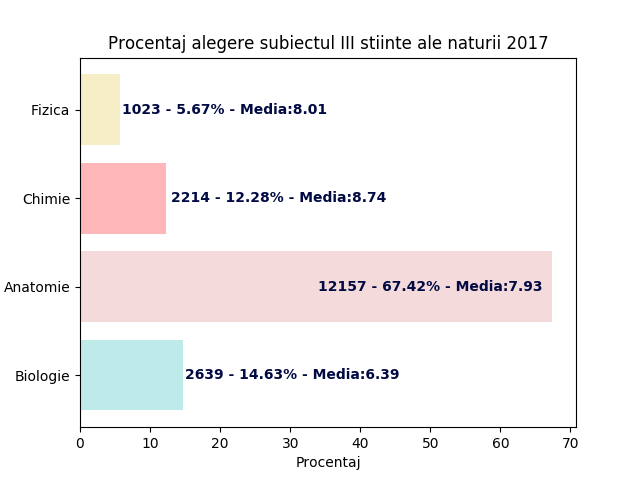 Procentaj alegere subiectul III stiinte ale naturii 2017
Fizica
1023 - 5.67% - Media:8.01
Chimie
2214 - 12.28% - Media:8.74
Anatomie
12157 - 67.42% - Media:7.93
Biologie
2639 - 14.63% - Media:6.39
0 10 20 30 40 50 60 70
Procentaj